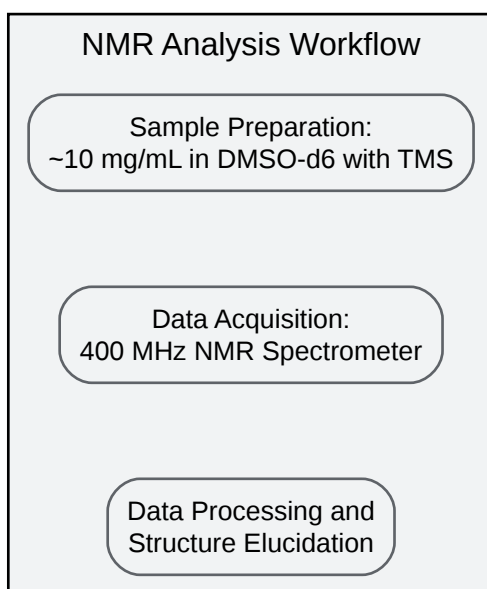 NMR Analysis Workflow
Sample Preparation:
~10 mg/mL in DMSO-d6 with TMS
Data Acquisition:
400 MHz NMR Spectrometer
Data Processing and
Structure Elucidation